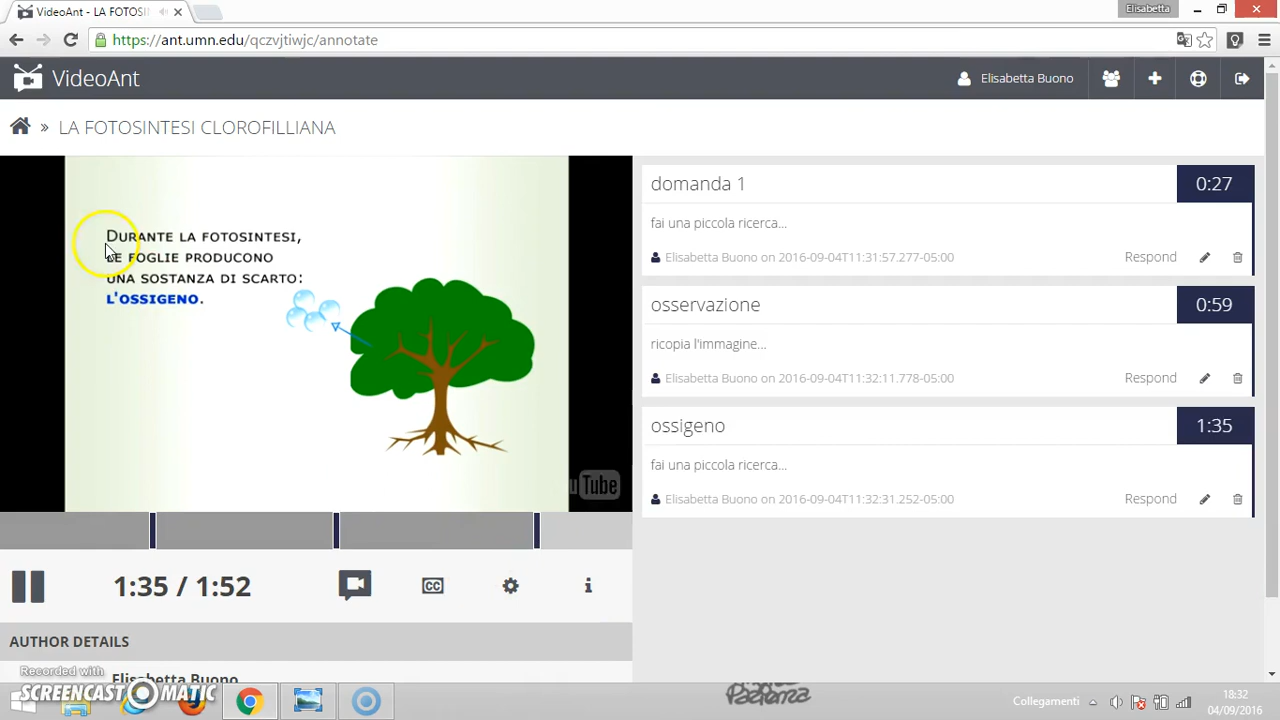 VideoAnt - LA FOTOSI
Elisabetta
https://ant.umn.edu/qczvjtiwjc/annotate
VideoAnt
Elisabetta Buono
» LA FOTOSINTESI CLOROFILLIANA
DURANTE LA FOTOSINTESI,
LE FOGLIE PRODUCONO
UNA SOSTANZA DI SCARTO:
L'OSSIGENO.
Tube
domanda 1
0:27
fai una piccola ricerca...
Elisabetta Buono on 2016-09-04T11:31:57.277-05:00
Respond
osservazione
0:59
ricopia l'immagine...
Elisabetta Buono on 2016-09-04T11:32:11.778-05:00
Respond
ossigeno
1:35
fai una piccola ricerca...
Elisabetta Buono on 2016-09-04T11:32:31.252-05:00
Respond
1:35 / 1:52
CC
AUTHOR DETAILS
Elisabetta Buono
Recorded with
SCREENCAST MATIC
Collegamenti
18:32
04/09/2016